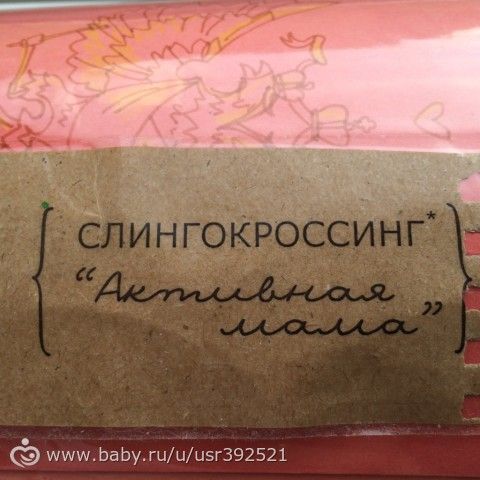 СЛИНГОКРОССИНГ*
“Активная
мама”
www.baby.ru/u/usr392521